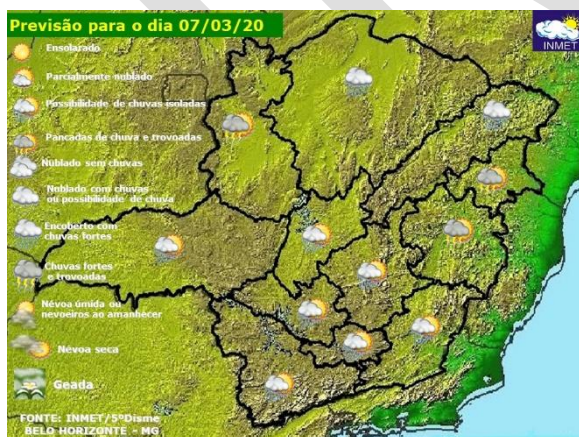 Previsão para o dia 07/03/20
INMET
Ensolarado
Parcialmente nublado
Possibilidade de chuvas isoladas
Pancadas de chuva e trovoadas
Nublado sem chuvas
Nublado com chuvas
ou possibilidade de chuva
Encoberto com
chuvas fortes
Chuvas fortes
e trovoadas
Névoa úmida ou
nevoeiros ao amanhecer
Névoa seca
Geada
FONTE: INMET/5ºDisme
BELO HORIZONTE - MG